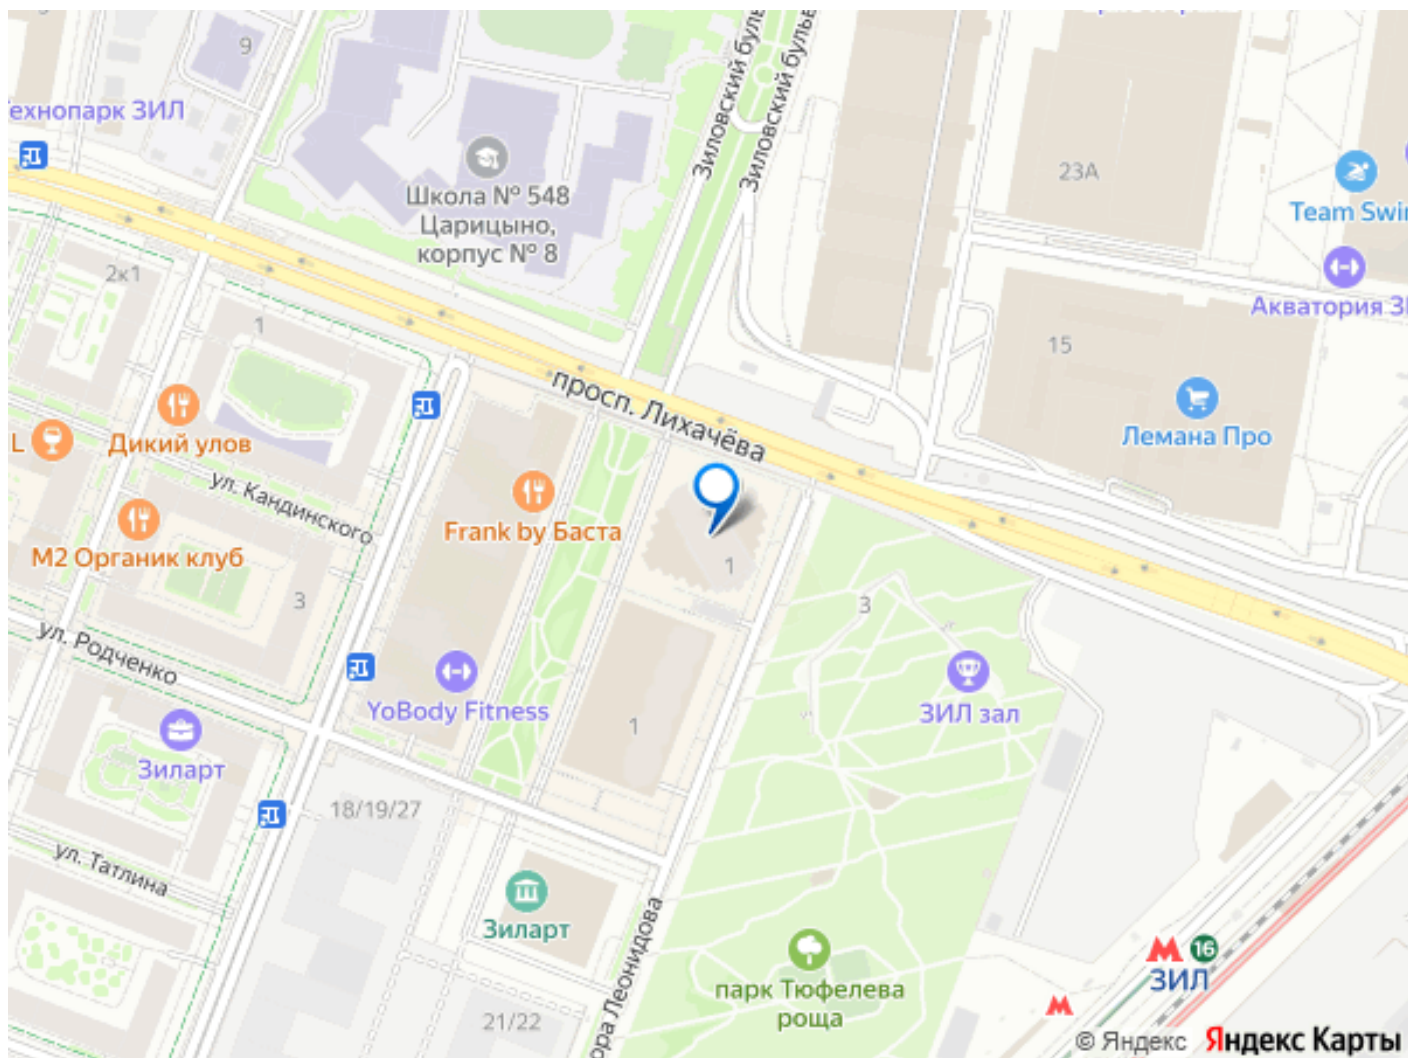 Зиловский буль
Зиловский бульв
9
Технопарк ЗИЛ
23А
Школа № 548
Царицыно,
корпус № 8
Team Swim
2к1
Акватория ЗИ
1
15
просп. Лихачёва
Лемана Про
L
Дикий улов
ул. Кандинского
Frank by Баста
М2 Органик клуб
1
3
3
ул. Родченко
YoBody Fitness
ЗИЛ зал
1
Зиларт
18/19/27
ул. Татлина
Зиларт
ора Леонидова
16
ЗИЛ
парк Тюфелева
роща
21/22
© Яндекс Яндекс Карты